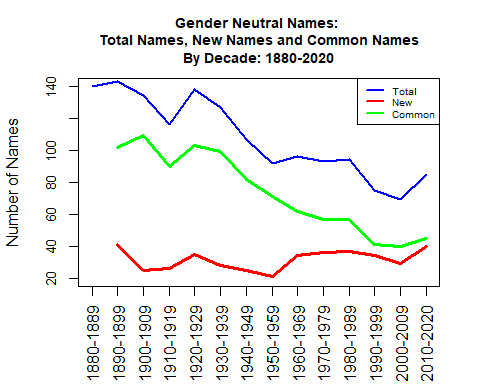 Gender Neutral Names:
Total Names, New Names and Common Names
By Decade: 1880-2020
Total
New
Common
Number of Names
140
100
80
60
40
20
1880-1889
1890-1899
1900-1909
1910-1919
1920-1929
1930-1939
1940-1949
1950-1959
1960-1969
1970-1979
1980-1989
1990-1999
2000-2009
2010-2020